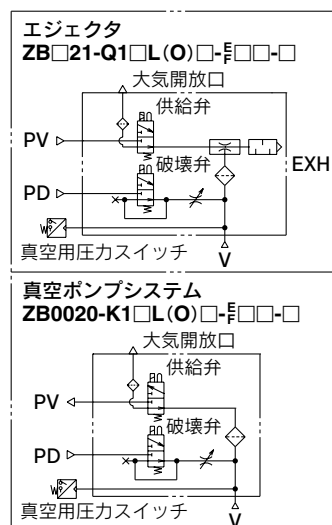 エジェクタ
ZB□21-Q1□L(O)□-E/F□□-□
大気開放口
供給弁
PV
破壊弁
EXH
PD
真空用圧力スイッチ
V
真空ポンプシステム
ZB0020-K1□L(O)□-E/F□□-□
大気開放口
供給弁
PV
破壊弁
PD
真空用圧力スイッチ
V